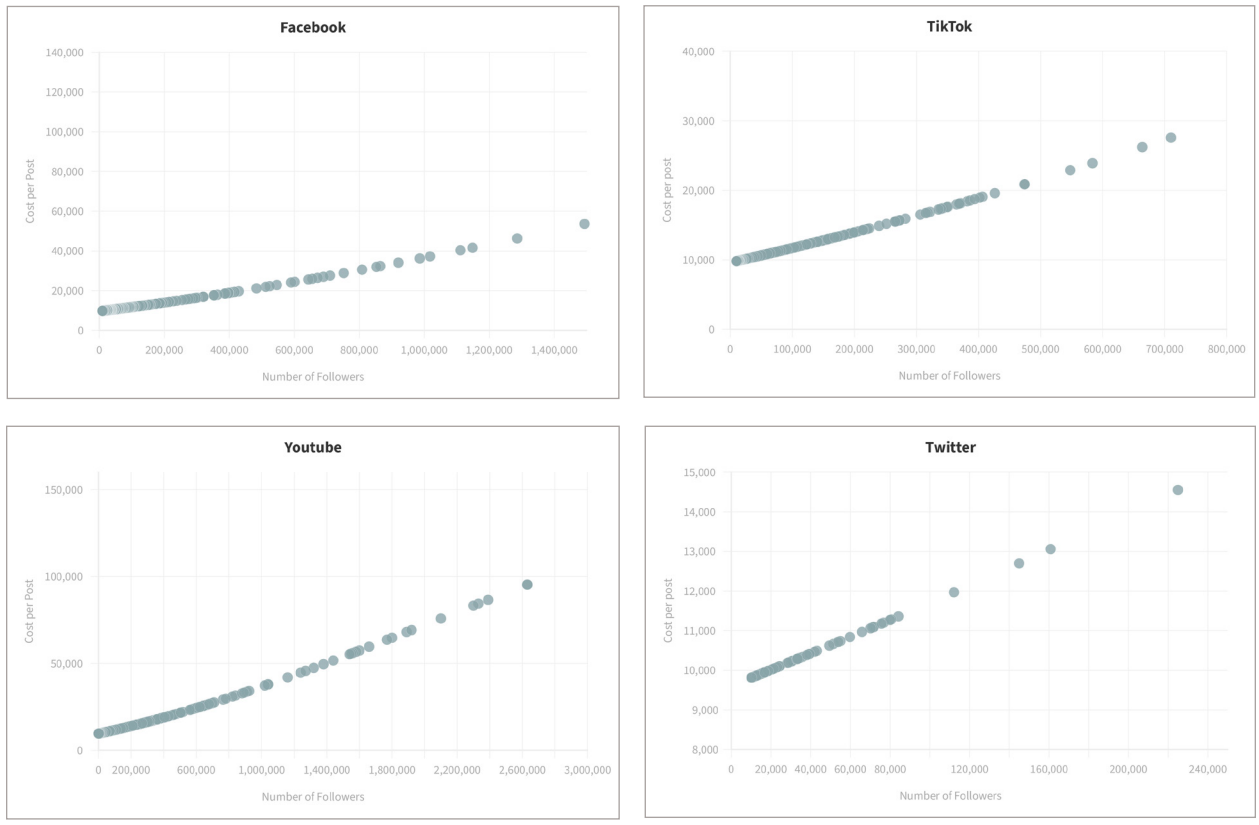 Facebook
140,000
120,000
100,000
80,000
60,000
40,000
20,000
0
Cost per Post
0 200,000 400,000 600,000 800,000 1,000,000 1,200,000 1,400,000
Number of Followers
TikTok
40,000
30,000
20,000
10,000
0
Cost per post
0 100,000 200,000 300,000 400,000 500,000 600,000 700,000 800,000
Number of Followers
Youtube
150,000
100,000
50,000
0
Cost per Post
0 200,000 600,000 1,000,000 1,400,000 1,800,000 2,200,000 2,600,000 3,000,000
Number of Followers
Twitter
15,000
14,000
13,000
12,000
11,000
10,000
9,000
8,000
Cost per post
0 20,000 40,000 60,000 80,000 120,000 160,000 200,000 240,000
Number of Followers